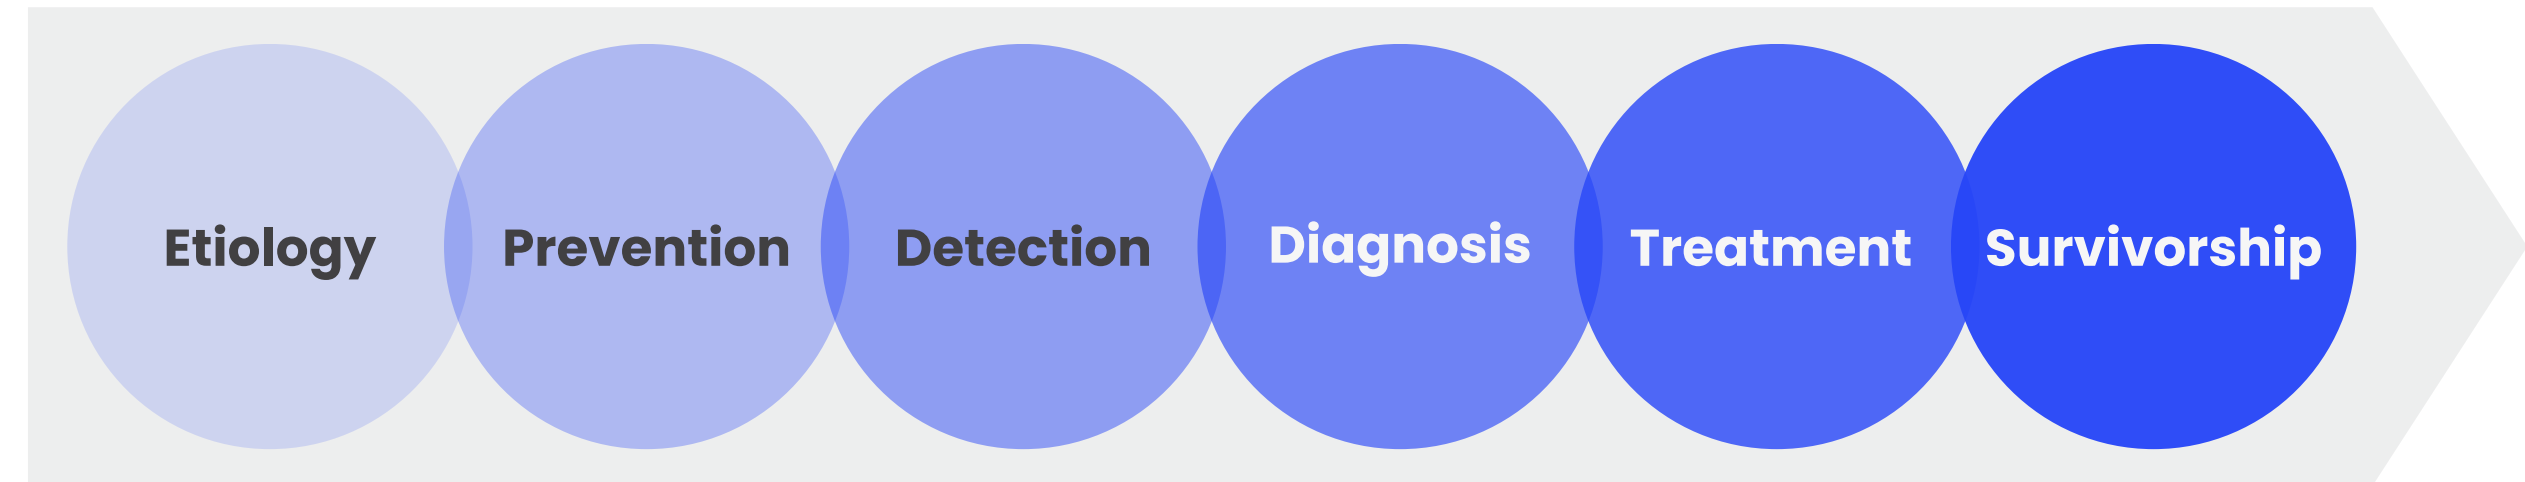 Etiology
Prevention
Detection
Diagnosis
Treatment
Survivorship